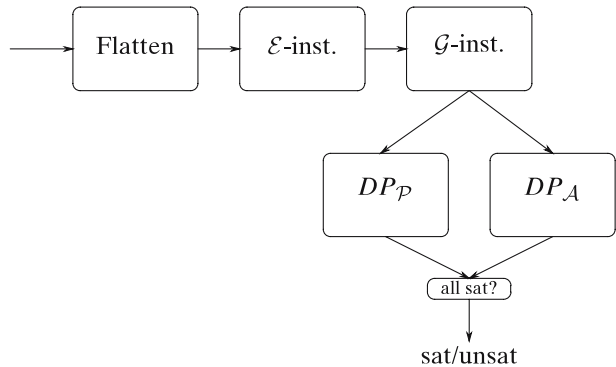 Flatten
ℰ-inst.
𝒢-inst.
DP𝒫
DP𝒜
all sat?
sat/unsat